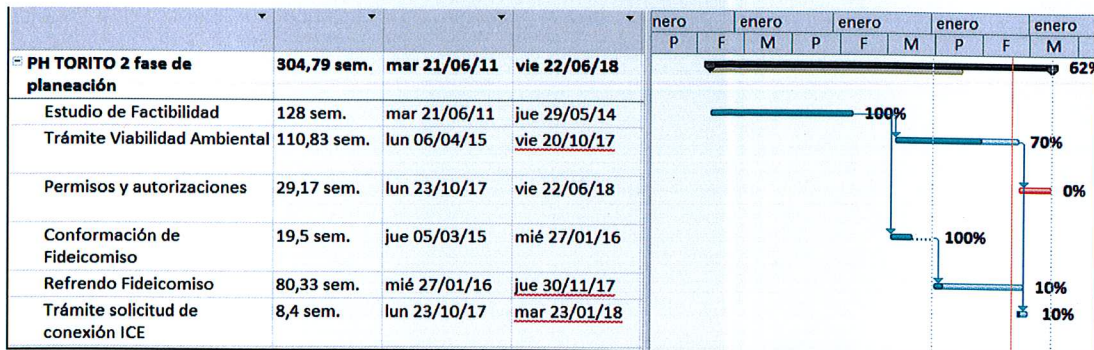 nero enero enero enero enero
P F M P F M P F M
PH TORITO 2 fase de planeación 304,79 sem. mar 21/06/11 vie 22/06/18 62%
Estudio de Factibilidad 128 sem. mar 21/06/11 jue 29/05/14 100%
Trámite Viabilidad Ambiental 110,83 sem. lun 06/04/15 vie 20/10/17 70%
Permisos y autorizaciones 29,17 sem. lun 23/10/17 vie 22/06/18 0%
Conformación de Fideicomiso 19,5 sem. jue 05/03/15 mié 27/01/16 100%
Refrendo Fideicomiso 80,33 sem. mié 27/01/16 jue 30/11/17 10%
Trámite solicitud de conexión ICE 8,4 sem. lun 23/10/17 mar 23/01/18 10%